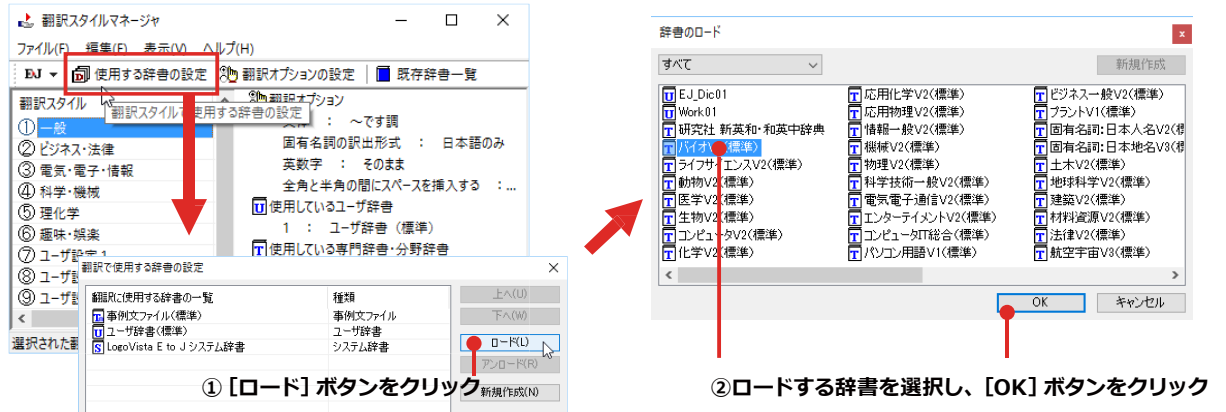 翻訳スタイルマネージャ
ファイル(F) 編集(E) 表示(V) ヘルプ(H)
EJ 使用する辞書の設定 翻訳オプションの設定 既存辞書一覧
翻訳スタイル
翻訳スタイルで使用する辞書の設定
① 一般
② ビジネス・法律
③ 電気・電子・情報
④ 科学・機械
⑤ 理化学
⑥ 趣味・娯楽
⑦ ユーザ設定 1
⑧ ユーザ
⑨ ユーザ
選択された
翻訳オプション
： ～です調
固有名詞の訳出形式 ： 日本語のみ
英数字 ： そのまま
全角と半角の間にスペースを挿入する ：...
使用しているユーザ辞書
1 ： ユーザ辞書（標準）
使用している専門辞書・分野辞書
翻訳で使用する辞書の設定
翻訳に使用する辞書の一覧 種類
事例文ファイル(標準) 事例文ファイル
ユーザ辞書(標準) ユーザ辞書
LogoVista E to J システム辞書 システム辞書
上へ(U)
下へ(W)
ロード(L)
アンロード(R)
新規作成(N)
①［ロード］ボタンをクリック
辞書のロード
すべて
新規作成
EJ_Dic01
Work01
研究社 新英和・和英中辞典
バイオV (標準)
ライフサイエンスV2(標準)
動物V2(標準)
医学V2(標準)
生物V2(標準)
コンピュータV2(標準)
化学V2(標準)
応用化学V2(標準)
応用物理V2(標準)
情報一般V2(標準)
機械V2(標準)
物理V2(標準)
科学技術一般V2(標準)
電気電子通信V2(標準)
エンターテイメントV2(標準)
コンピュータIT総合(標準)
パソコン用語V1(標準)
ビジネス一般V2(標準)
プラントV1(標準)
固有名詞:日本人名V2(標
固有名詞:日本地名V3(標
土木V2(標準)
地球科学V2(標準)
建築V2(標準)
材料資源V2(標準)
法律V2(標準)
航空宇宙V3(標準)
OK
キャンセル
②ロードする辞書を選択し、［OK］ボタンをクリック